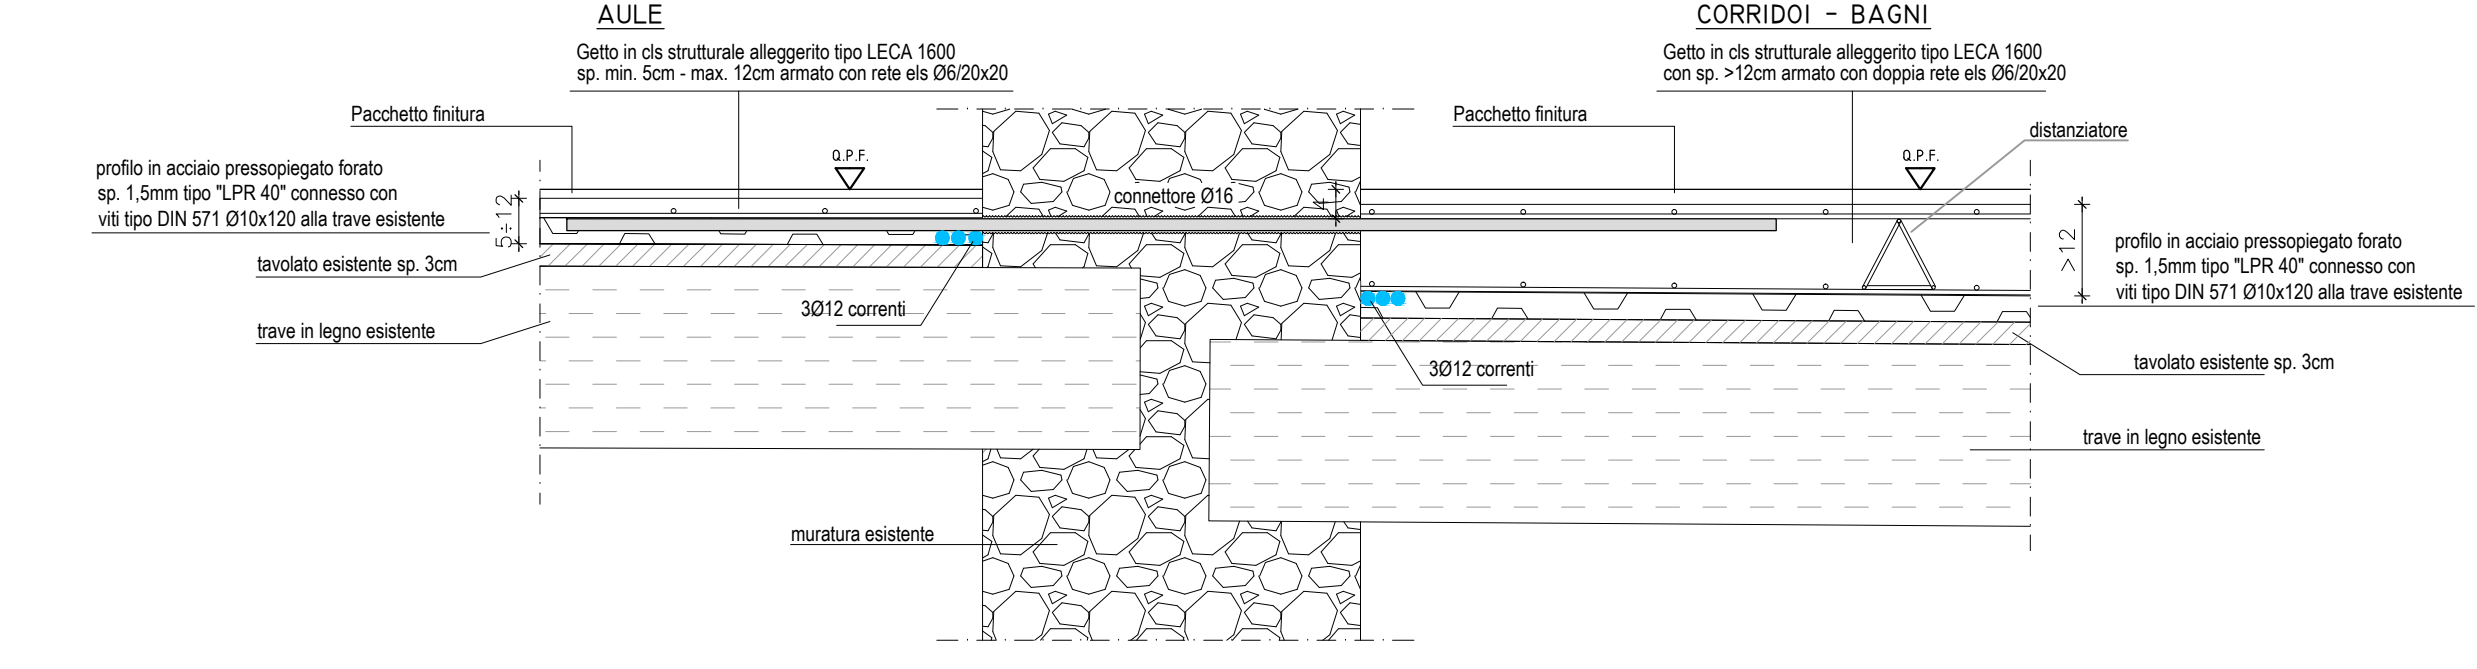 AULE
Getto in cls strutturale alleggerito tipo LECA 1600
sp. min. 5cm - max. 12cm armato con rete els Ø6/20x20
Pacchetto finitura
profilo in acciaio pressopiegato forato
sp. 1,5mm tipo "LPR 40" connesso con
viti tipo DIN 571 Ø10x120 alla trave esistente
Q.P.F.
5÷12
tavolato esistente sp. 3cm
3Ø12 correnti
trave in legno esistente
muratura esistente
connettore Ø16
4
CORRIDOI - BAGNI
Getto in cls strutturale alleggerito tipo LECA 1600
con sp. >12cm armato con doppia rete els Ø6/20x20
Pacchetto finitura
distanziatore
Q.P.F.
>12
profilo in acciaio pressopiegato forato
sp. 1,5mm tipo "LPR 40" connesso con
viti tipo DIN 571 Ø10x120 alla trave esistente
3Ø12 correnti
tavolato esistente sp. 3cm
trave in legno esistente